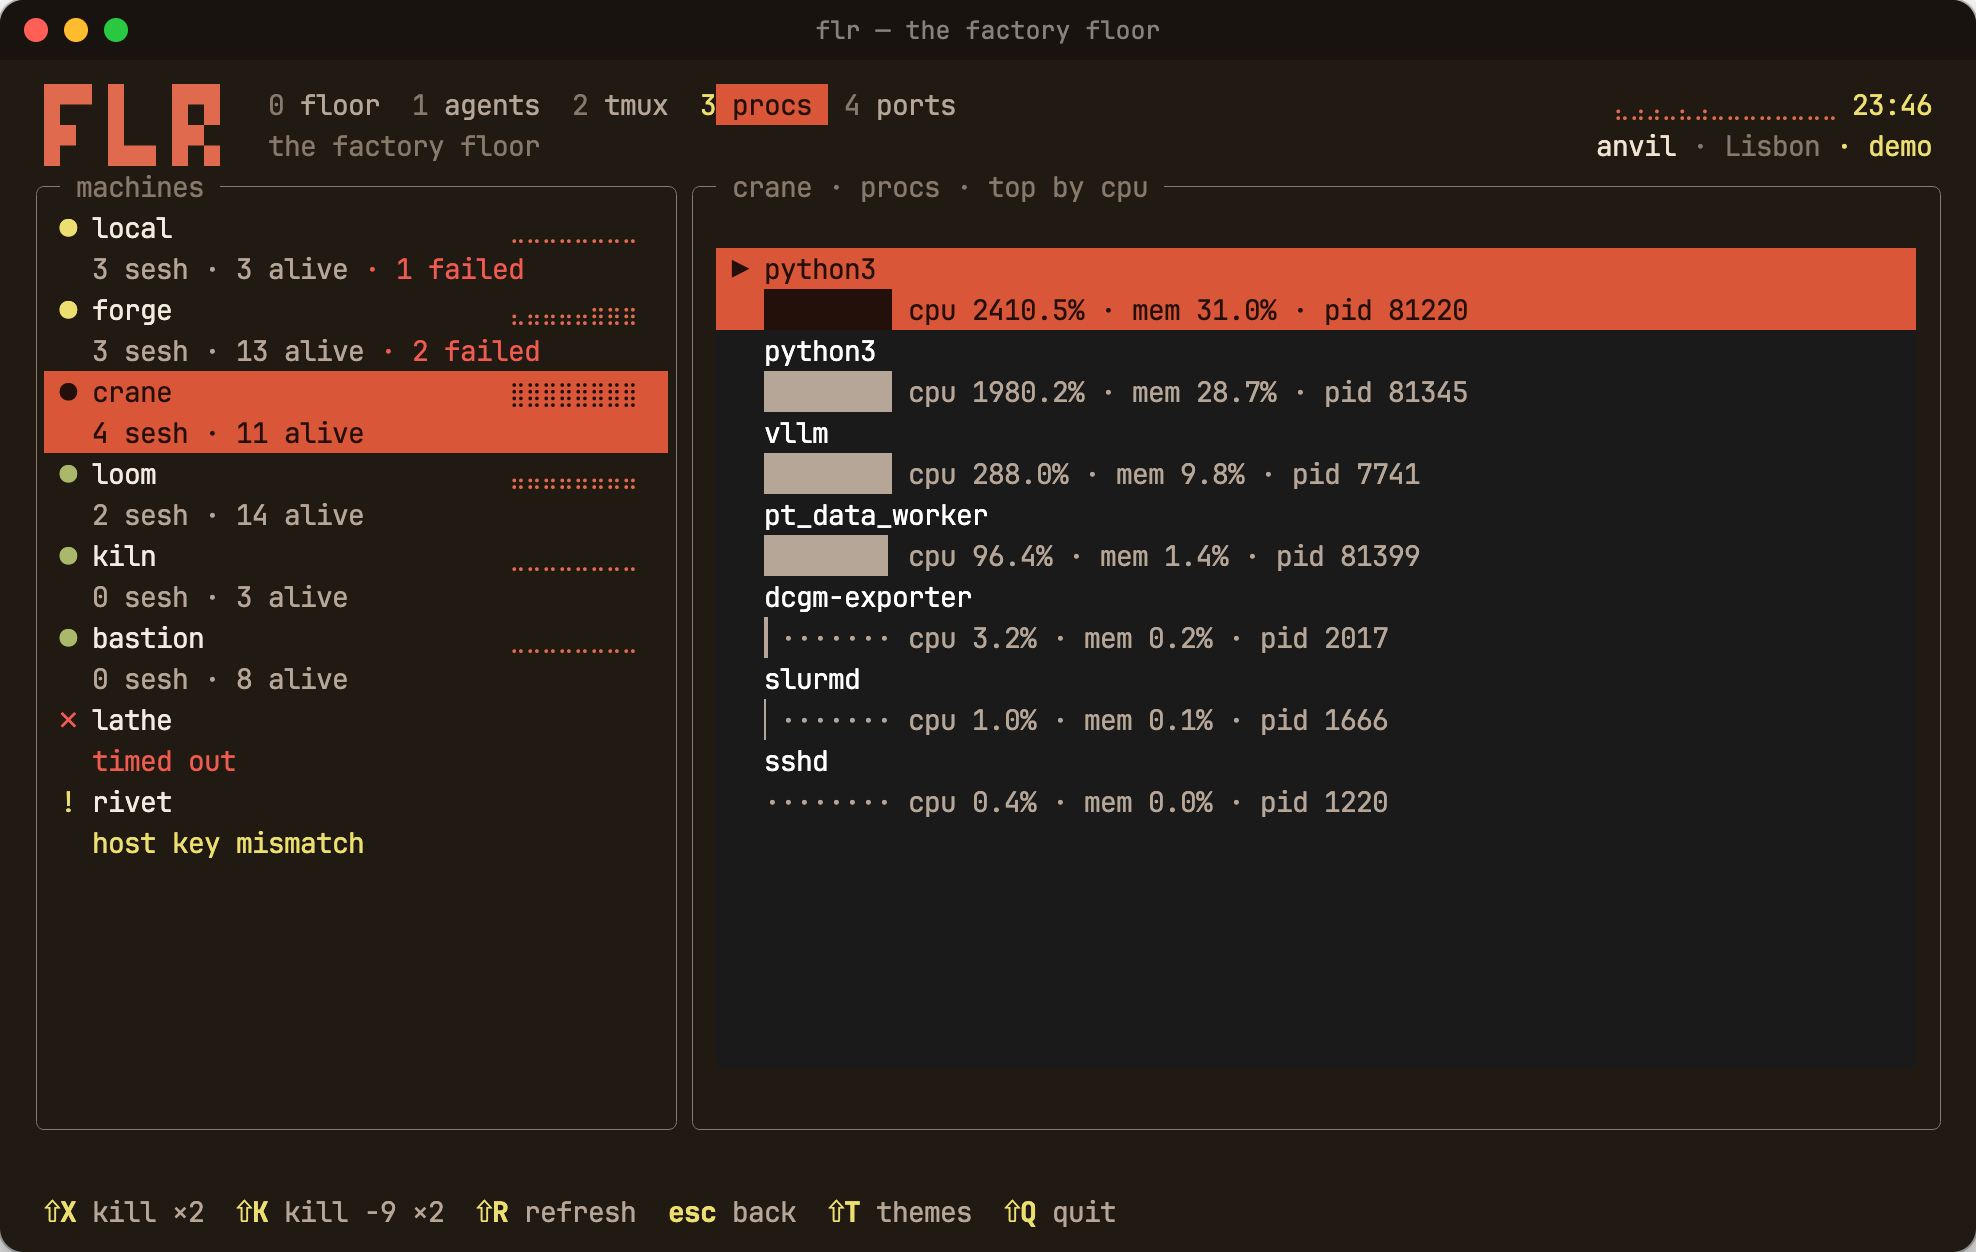 flr — the factory floor
FLR
0 floor 1 agents 2 tmux 3 procs 4 ports
23:46
the factory floor
anvil · Lisbon · demo
machines
local
3 sesh · 3 alive · 1 failed
forge
3 sesh · 13 alive · 2 failed
crane
4 sesh · 11 alive
loom
2 sesh · 14 alive
kiln
0 sesh · 3 alive
bastion
0 sesh · 8 alive
× lathe
timed out
! rivet
host key mismatch
crane · procs · top by cpu
▶ python3
cpu 2410.5% · mem 31.0% · pid 81220
python3
cpu 1980.2% · mem 28.7% · pid 81345
vllm
cpu 288.0% · mem 9.8% · pid 7741
pt_data_worker
cpu 96.4% · mem 1.4% · pid 81399
dcgm-exporter
cpu 3.2% · mem 0.2% · pid 2017
slurmd
cpu 1.0% · mem 0.1% · pid 1666
sshd
cpu 0.4% · mem 0.0% · pid 1220
⇧X kill ×2 ⇧K kill -9 ×2 ⇧R refresh esc back ⇧T themes ⇧Q quit